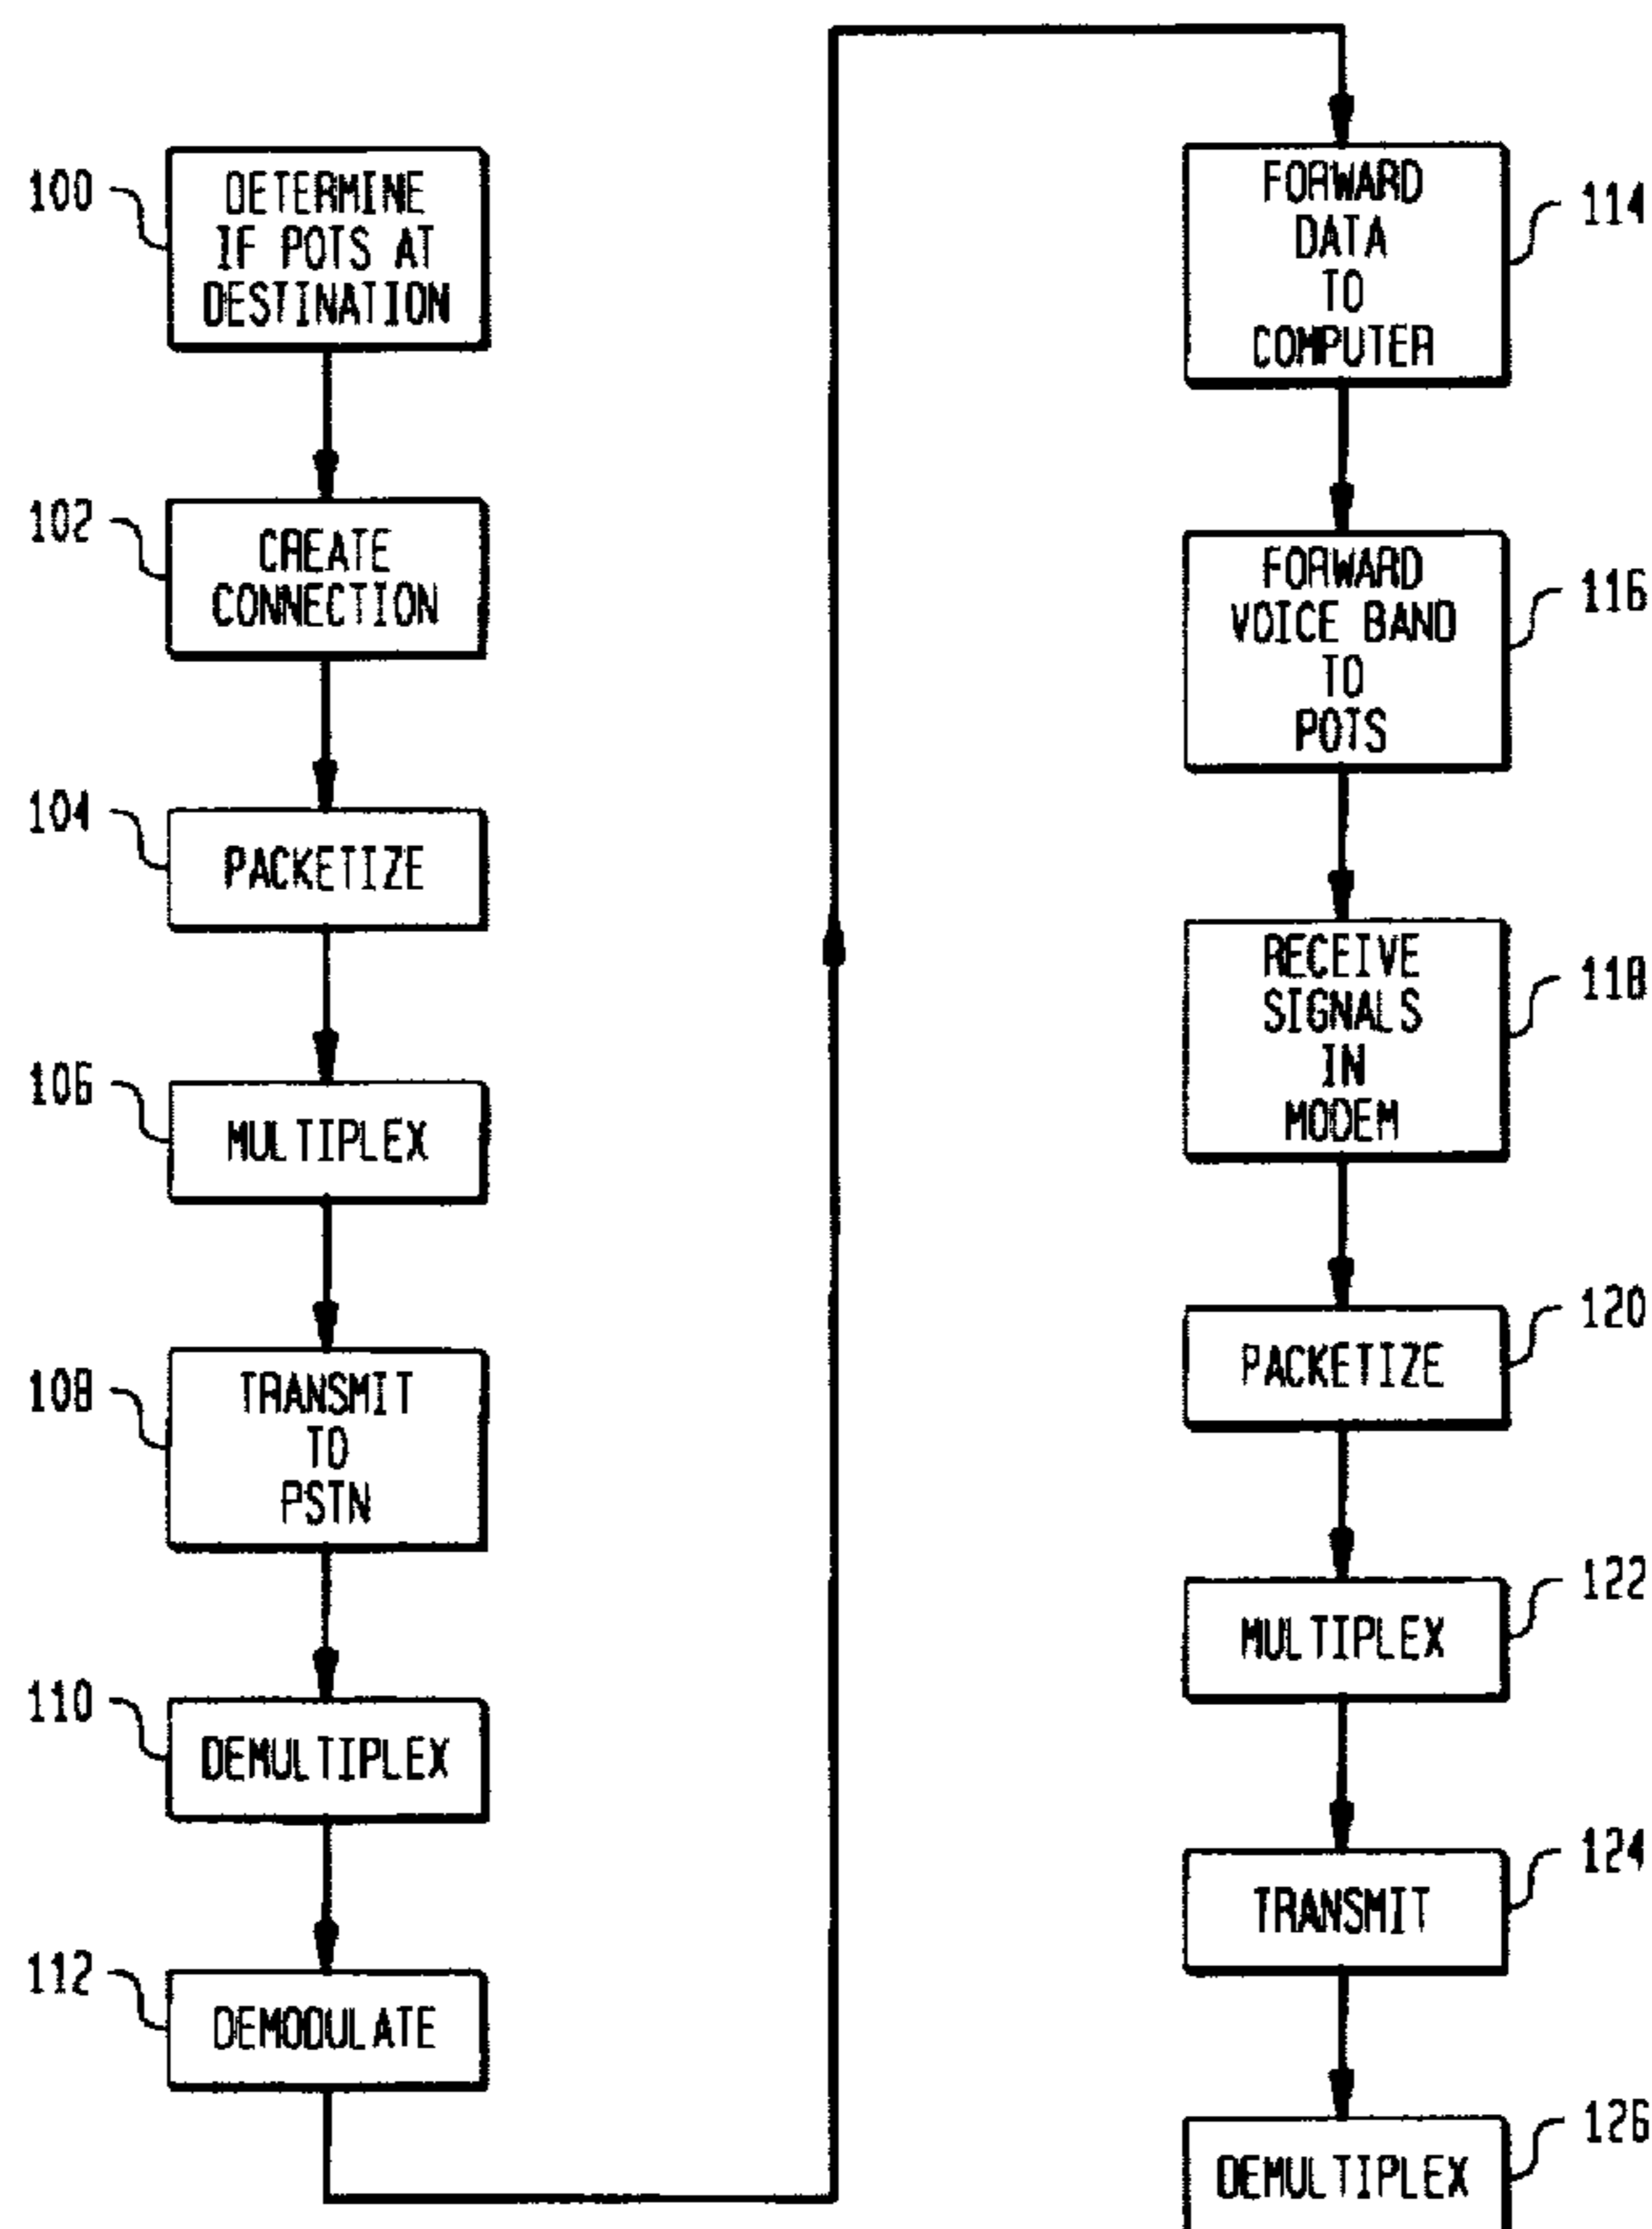 100
DETERMINE
IF POTS AT
DESTINATION
102
CREATE
CONNECTION
104
PACKETIZE
106
MULTIPLEX
108
TRANSMIT
TO
PSTN
110
DEMULTIPLEX
112
DEMODULATE
114
FORWARD
DATA
TO
COMPUTER
116
FORWARD
VOICE BAND
TO
POTS
118
RECEIVE
SIGNALS
IN
MODEM
120
PACKETIZE
122
MULTIPLEX
124
TRANSMIT
126
DEMULTIPLEX